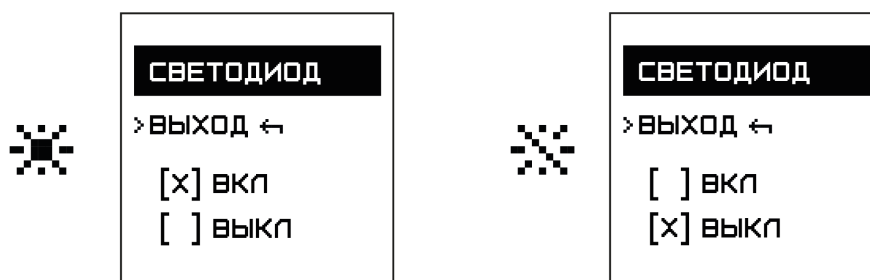 СВЕТОДИОД
>ВЫХОД ↰
[X] ВКЛ
[ ] ВЫКЛ
СВЕТОДИОД
>ВЫХОД ↰
[ ] ВКЛ
[X] ВЫКЛ